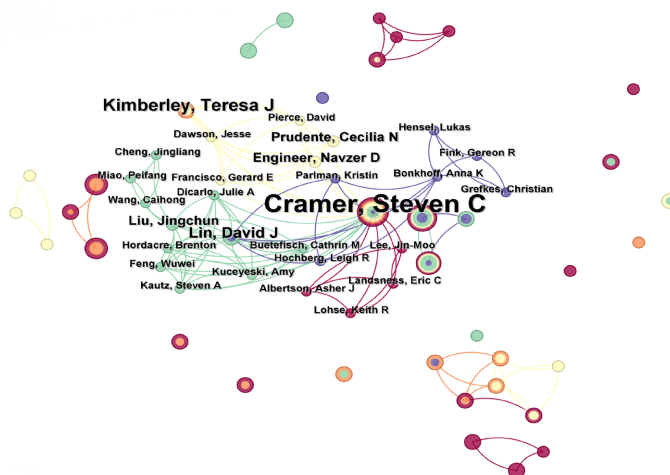 Kimberley, Teresa J
Pierce, David
Hensel, Lukas
Dawson, Jesse
Prudente, Cecilia N
Cheng, Jingliang
Fink, Gereon R
Engineer, Navzer D
Miao, Peifang
Francisco, Gerard E
Parlman, Kristin
Bonkhoff, Anna K
Dicarlo, Julie A
Grefkes, Christian
Wang, Caihong
Cramer, Steven C
Liu, Jingchun
Lin, David J
Hordacre, Brenton
Buetefisch, Cathrin M
Lee, Jin-Moo
Hochberg, Leigh R
Feng, Wuwei
Kuceyeski, Amy
Landsness, Eric C
Kautz, Steven A
Albertson, Asher J
Lohse, Keith R